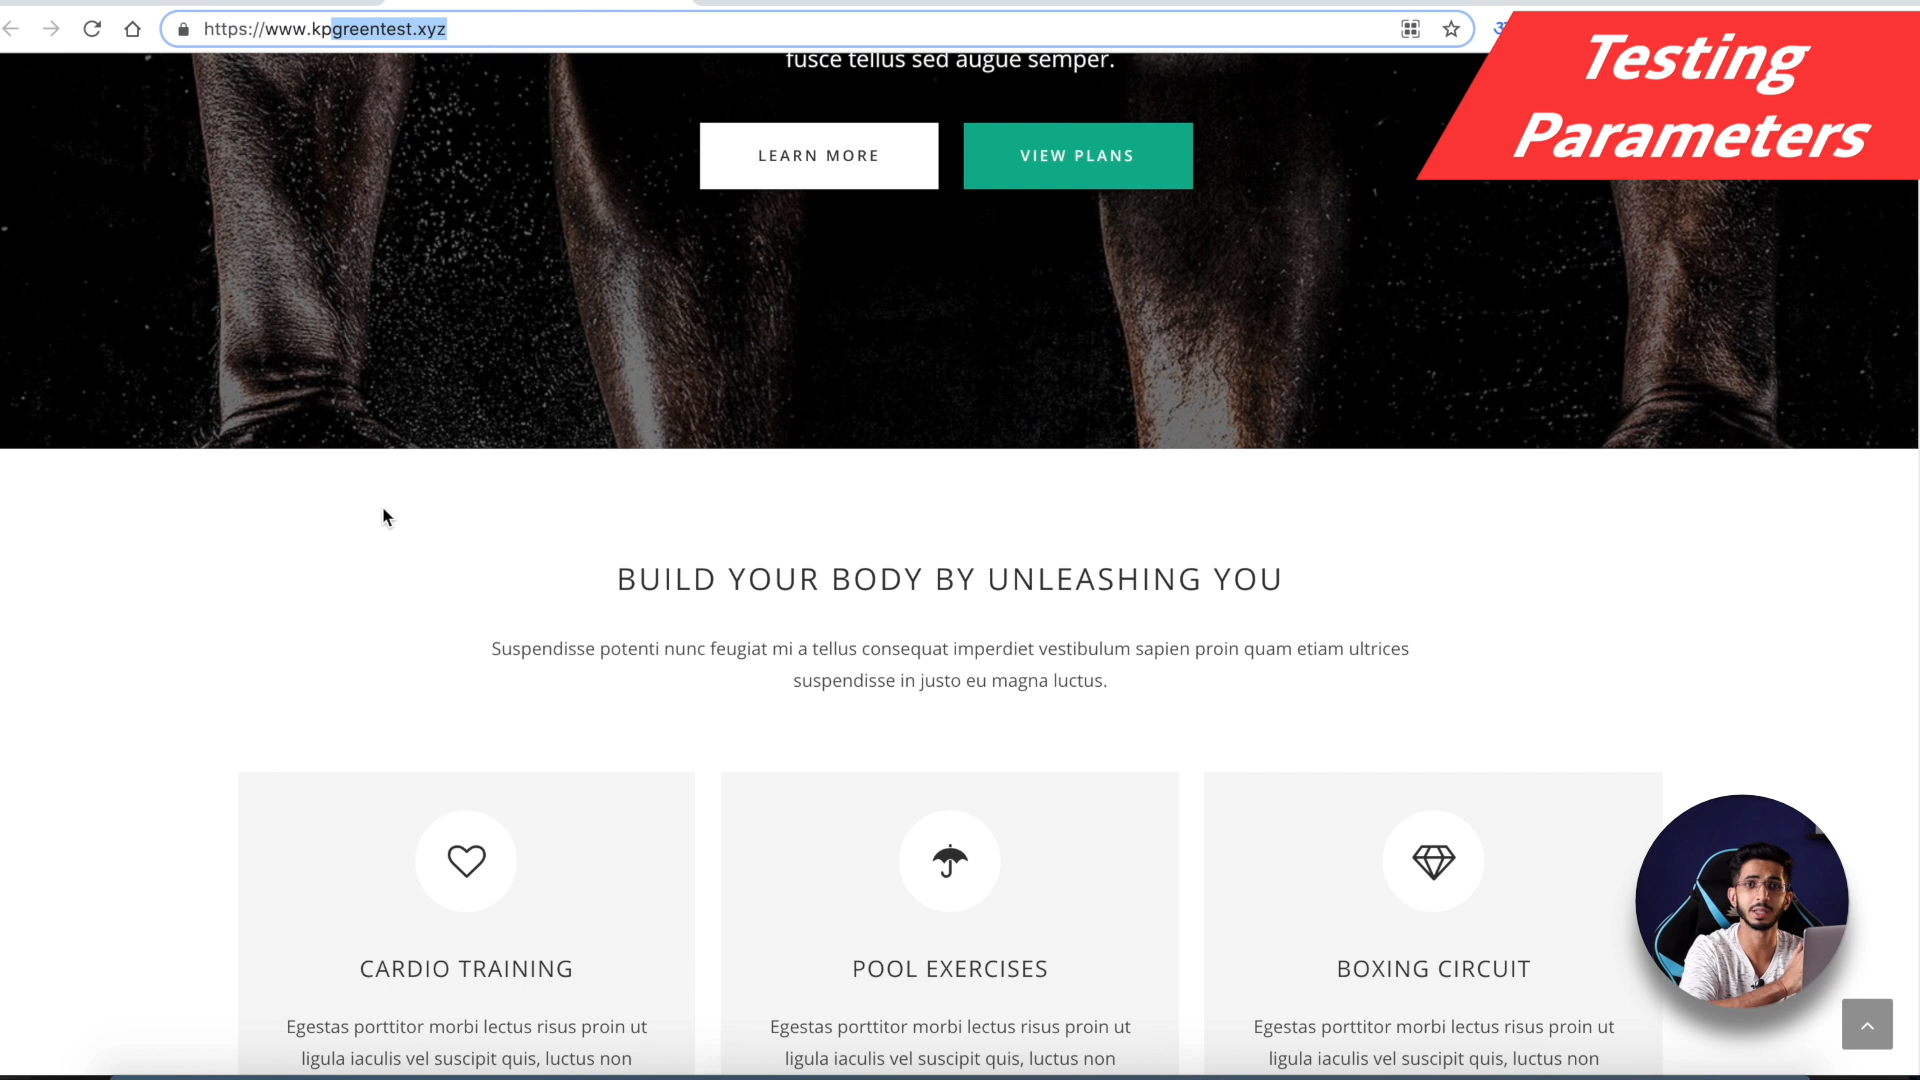 https://www.kpgreentest.xyz
Testing
Parameters
fusce tellus sed augue semper.
LEARN MORE
VIEW PLANS
BUILD YOUR BODY BY UNLEASHING YOU
Suspendisse potenti nunc feugiat mi a tellus consequat imperdiet vestibulum sapien proin quam etiam ultrices
suspendisse in justo eu magna luctus.
CARDIO TRAINING
Egestas porttitor morbi lectus risus proin ut
ligula iaculis vel suscipit quis, luctus non
POOL EXERCISES
Egestas porttitor morbi lectus risus proin ut
ligula iaculis vel suscipit quis, luctus non
BOXING CIRCUIT
Egestas porttitor morbi lectus risus proin ut
ligula iaculis vel suscipit quis, luctus non